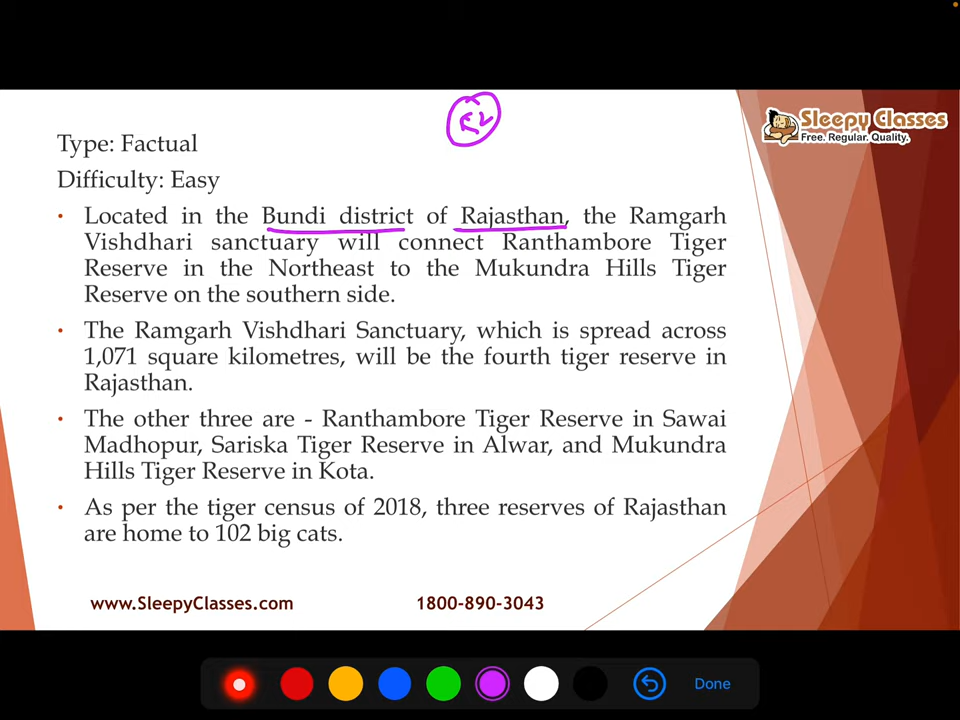 Sleepy Classes
Free. Regular. Quality.
Type: Factual
Difficulty: Easy
• Located in the Bundi district of Rajasthan, the Ramgarh
Vishdhari sanctuary will connect Ranthambore Tiger
Reserve in the Northeast to the Mukundra Hills Tiger
Reserve on the southern side.
• The Ramgarh Vishdhari Sanctuary, which is spread across
1,071 square kilometres, will be the fourth tiger reserve in
Rajasthan.
• The other three are - Ranthambore Tiger Reserve in Sawai
Madhopur, Sariska Tiger Reserve in Alwar, and Mukundra
Hills Tiger Reserve in Kota.
• As per the tiger census of 2018, three reserves of Rajasthan
are home to 102 big cats.
www.SleepyClasses.com 1800-890-3043
Done